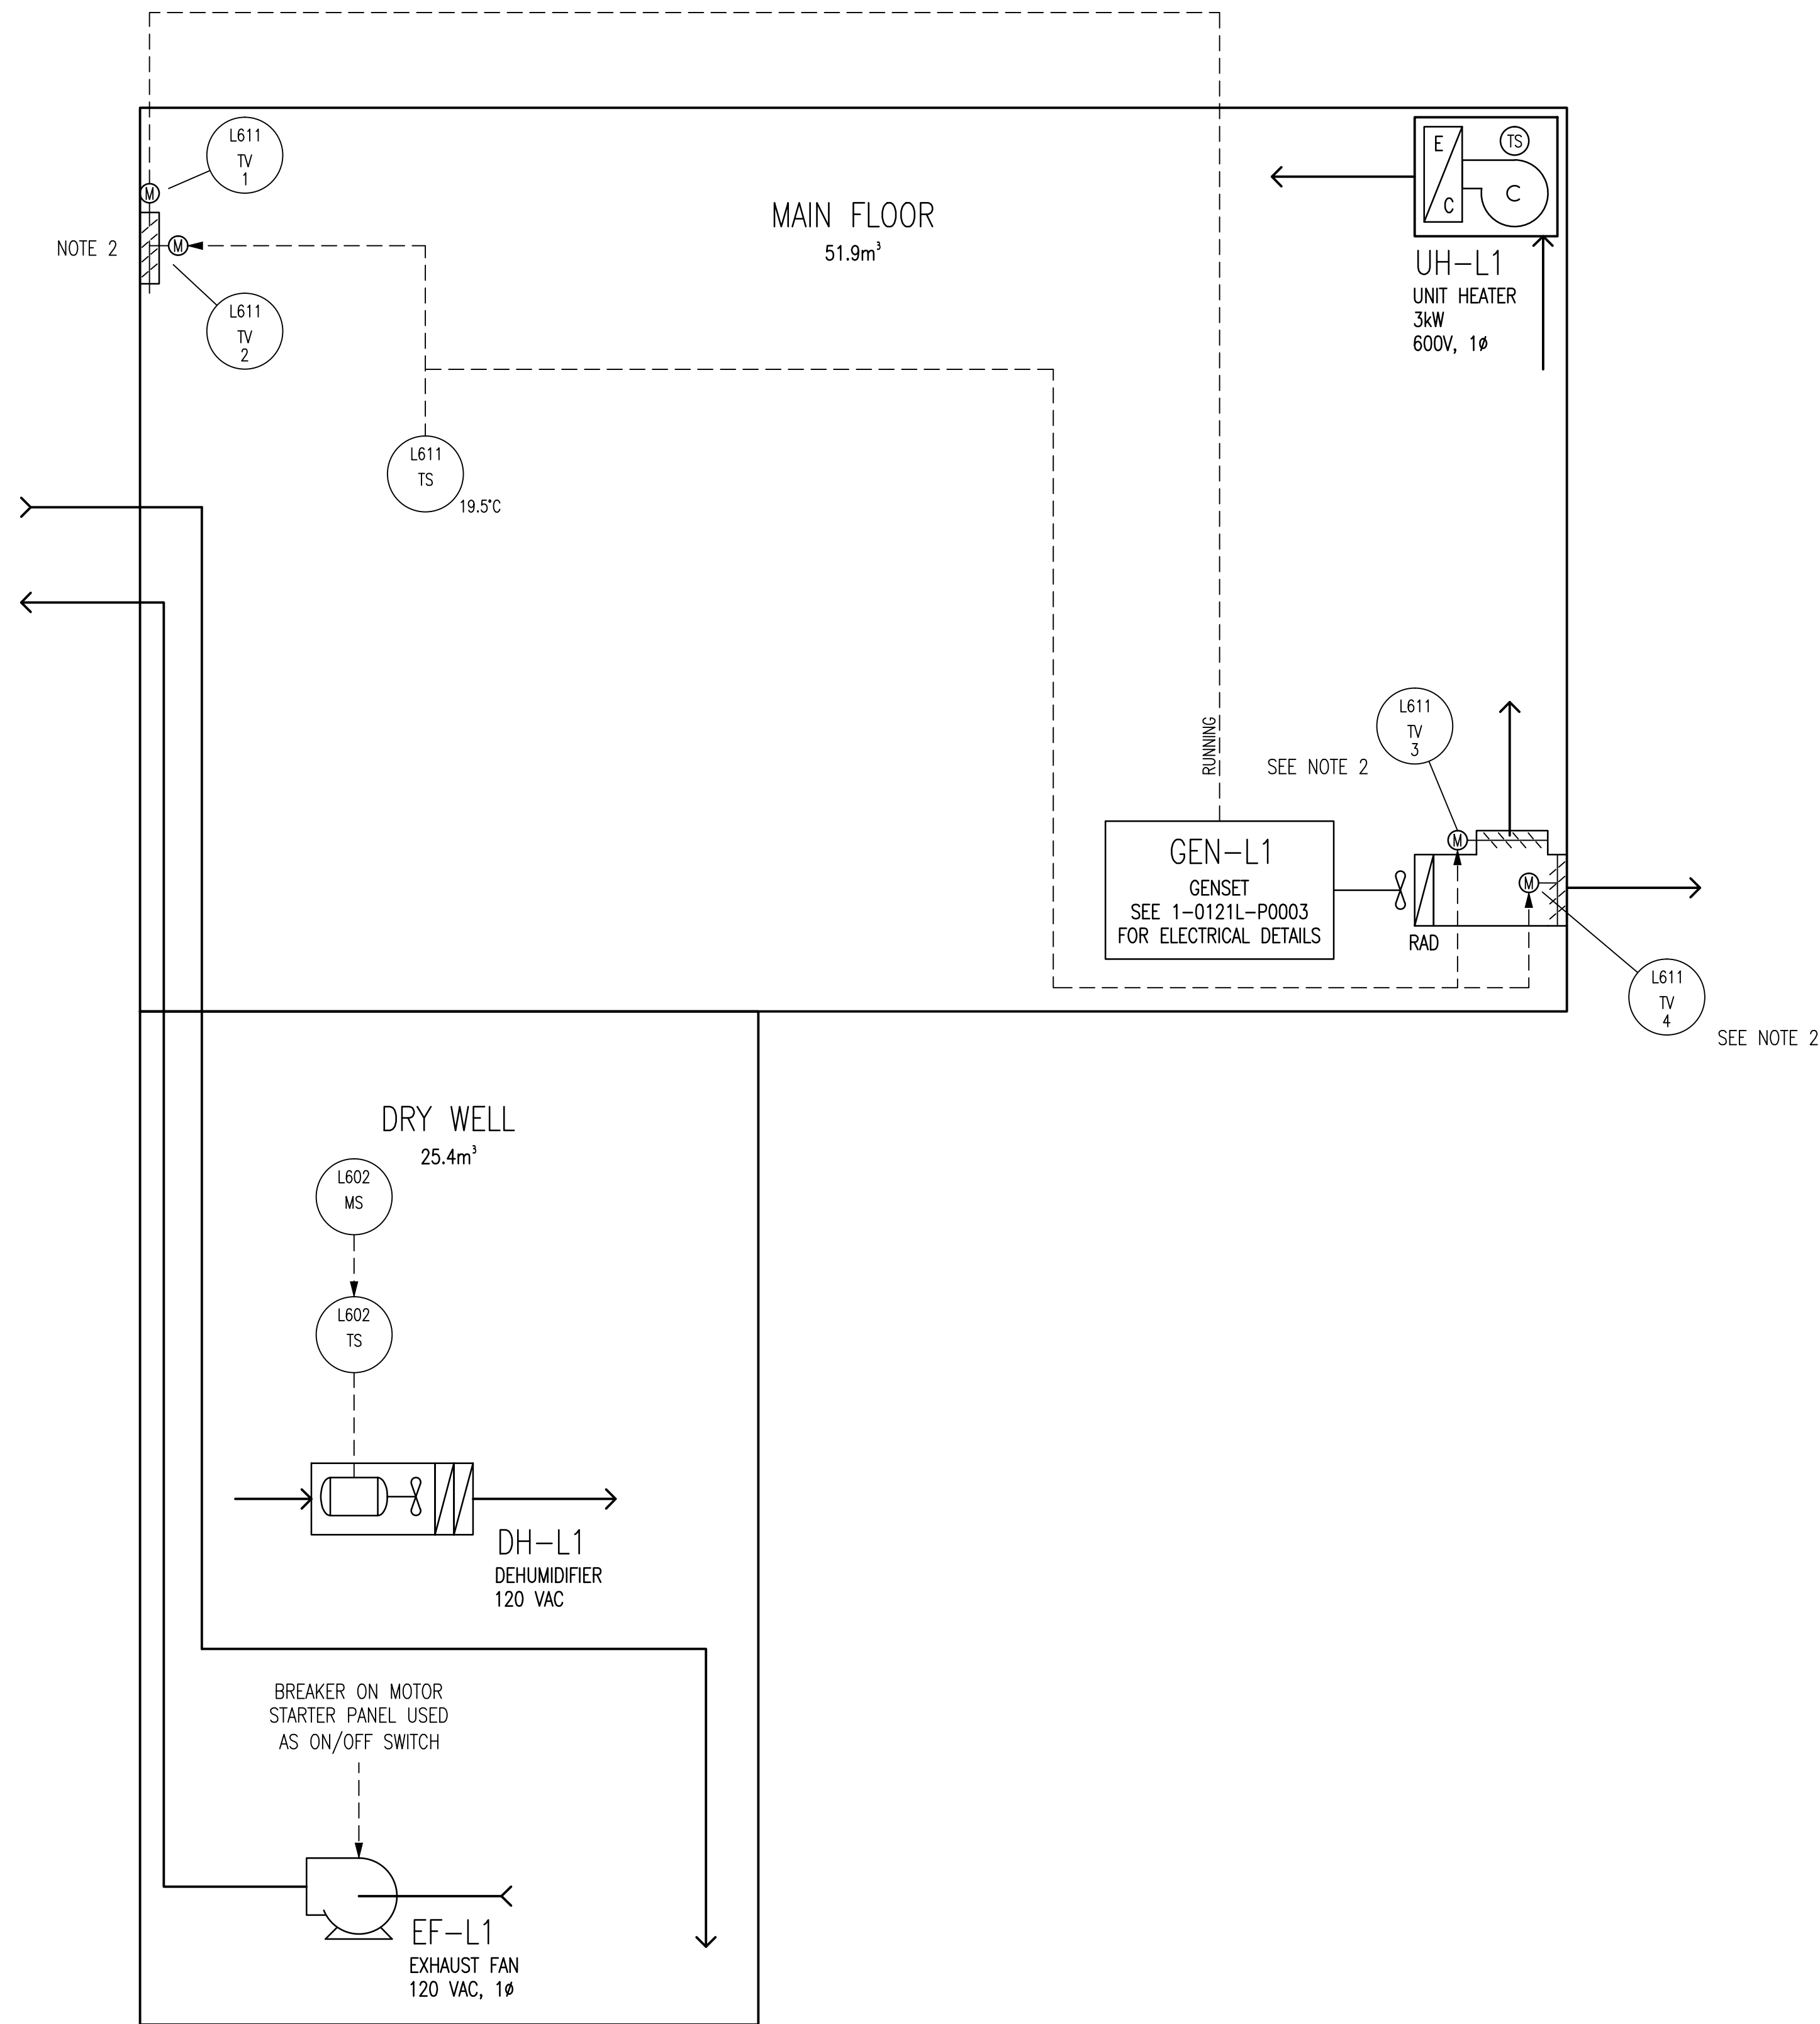 L611
TV
1
M
NOTE 2
M
L611
TV
2
MAIN FLOOR
51.9m³
E
C
TS
C
UH-L1
UNIT HEATER
3kW
600V, 1ø
L611
TS
19.5°C
RUNNING
SEE NOTE 2
L611
TV
3
M
M
GEN-L1
GENSET
SEE 1-0121L-P0003
FOR ELECTRICAL DETAILS
RAD
L611
TV
4
SEE NOTE 2
DRY WELL
25.4m³
L602
MS
L602
TS
DH-L1
DEHUMIDIFIER
120 VAC
BREAKER ON MOTOR
STARTER PANEL USED
AS ON/OFF SWITCH
EF-L1
EXHAUST FAN
120 VAC, 1ø